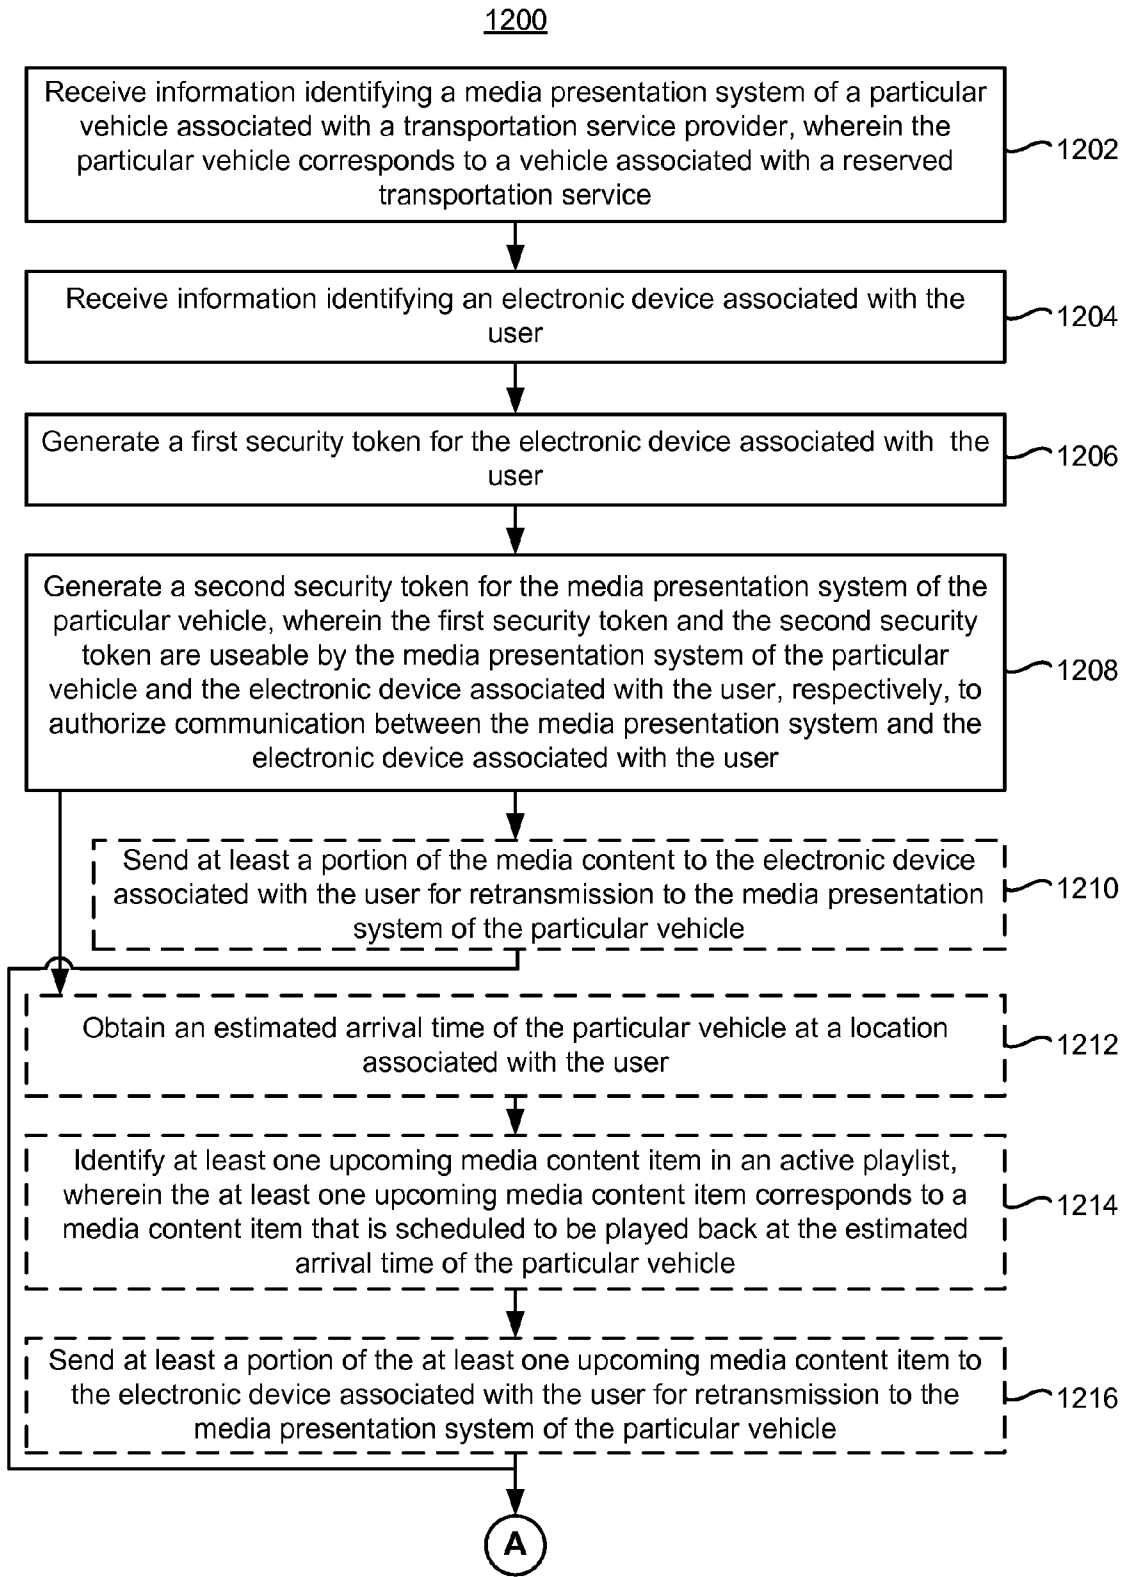 1200
Receive information identifying a media presentation system of a particular
vehicle associated with a transportation service provider, wherein the
particular vehicle corresponds to a vehicle associated with a reserved
transportation service
1202
Receive information identifying an electronic device associated with the
user
1204
Generate a first security token for the electronic device associated with the
user
1206
Generate a second security token for the media presentation system of the
particular vehicle, wherein the first security token and the second security
token are useable by the media presentation system of the particular
vehicle and the electronic device associated with the user, respectively, to
authorize communication between the media presentation system and the
electronic device associated with the user
1208
Send at least a portion of the media content to the electronic device
associated with the user for retransmission to the media presentation
system of the particular vehicle
1210
Obtain an estimated arrival time of the particular vehicle at a location
associated with the user
1212
Identify at least one upcoming media content item in an active playlist,
wherein the at least one upcoming media content item corresponds to a
media content item that is scheduled to be played back at the estimated
arrival time of the particular vehicle
1214
Send at least a portion of the at least one upcoming media content item to
the electronic device associated with the user for retransmission to the
media presentation system of the particular vehicle
1216
A